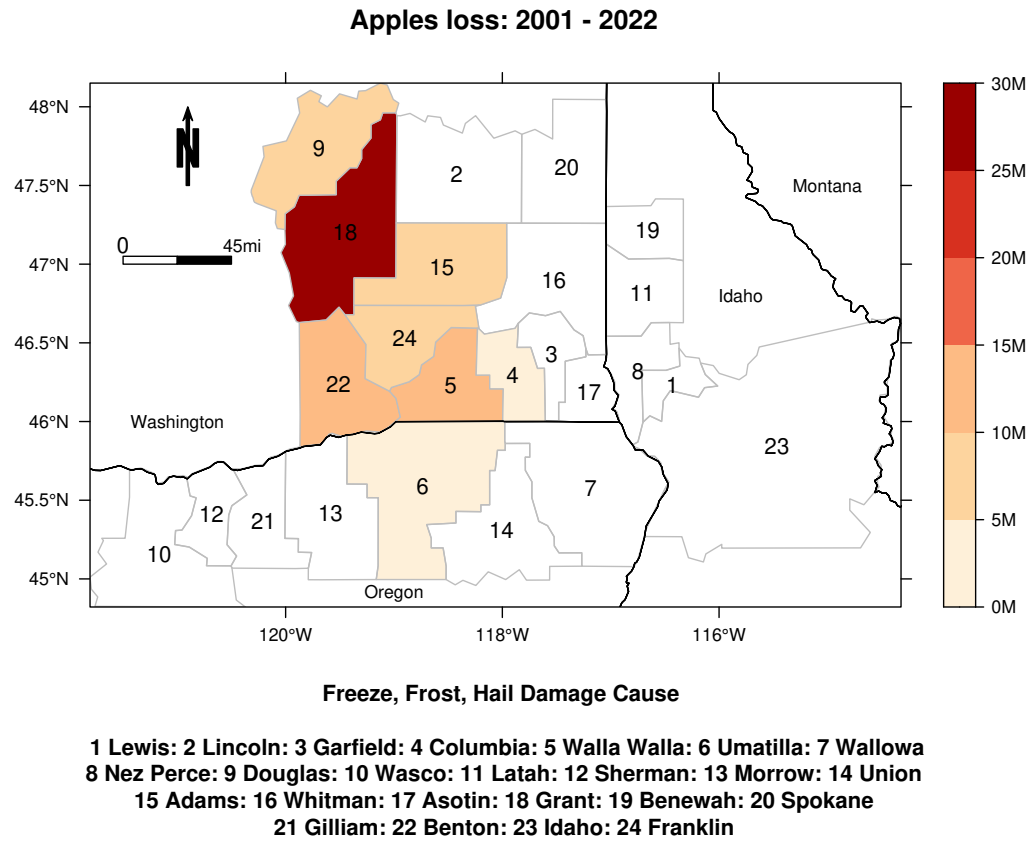 Apples loss: 2001 - 2022
48°N
47.5°N
47°N
46.5°N
46°N
45.5°N
45°N
N
0
45mi
9
2
20
18
15
16
19
11
24
22
5
4
3
17
8
1
23
6
7
12
21
13
14
10
Montana
Idaho
Washington
Oregon
120°W
118°W
116°W
30M
25M
20M
15M
10M
5M
0M
Freeze, Frost, Hail Damage Cause
1 Lewis: 2 Lincoln: 3 Garfield: 4 Columbia: 5 Walla Walla: 6 Umatilla: 7 Wallowa
8 Nez Perce: 9 Douglas: 10 Wasco: 11 Latah: 12 Sherman: 13 Morrow: 14 Union
15 Adams: 16 Whitman: 17 Asotin: 18 Grant: 19 Benewah: 20 Spokane
21 Gilliam: 22 Benton: 23 Idaho: 24 Franklin